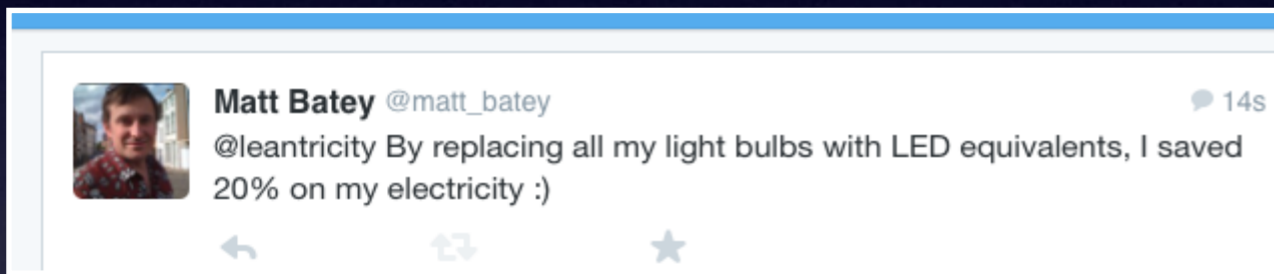 Matt Batey @matt_batey 14s
@leantricity By replacing all my light bulbs with LED equivalents, I saved
20% on my electricity :)